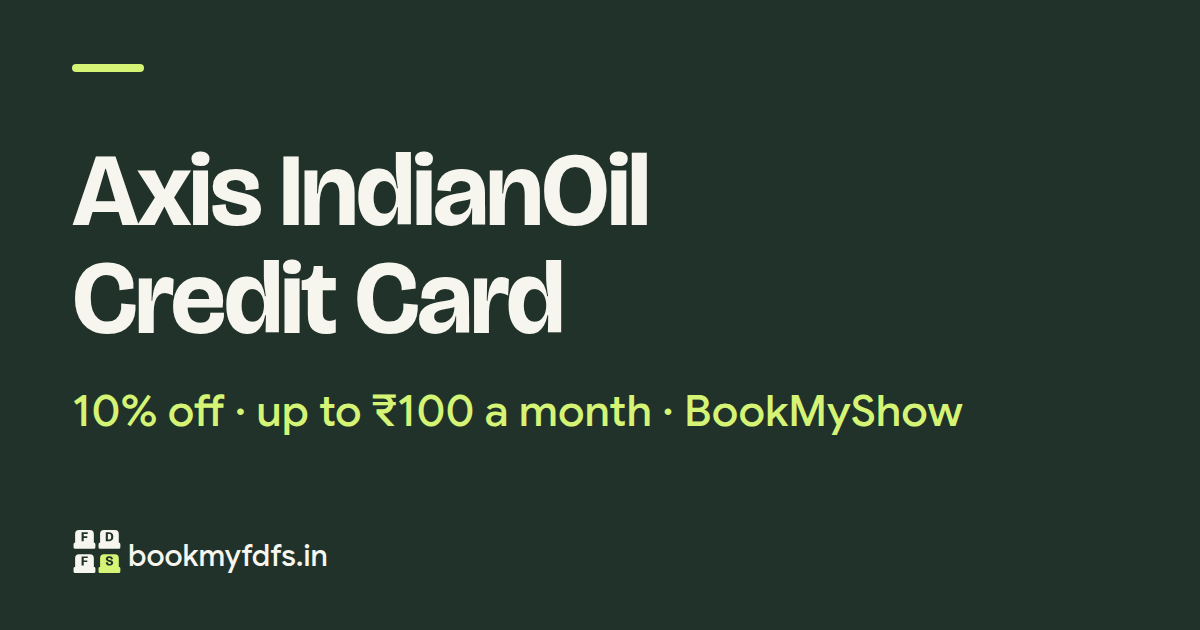 Axis IndianOil
Credit Card
10% off · up to ₹100 a month · BookMyShow
F D
F S
bookmyfdfs.in